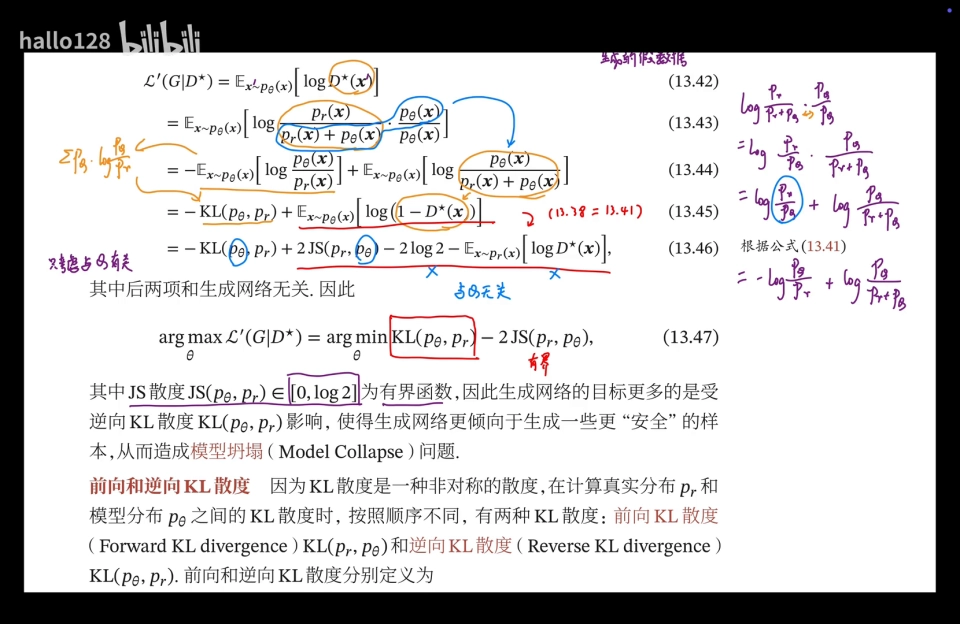 hallo128 bilibili
生成的假数据
ℒ′(G|D⋆) = 𝔼x∼pθ(x)[log D⋆(x)] (13.42)
= 𝔼x∼pθ(x)[log pr(x)/(pr(x) + pθ(x)) · pθ(x)/pθ(x)] (13.43)
= −𝔼x∼pθ(x)[log pθ(x)/pr(x)] + 𝔼x∼pθ(x)[log pθ(x)/(pr(x) + pθ(x))] (13.44)
= − KL(pθ, pr) + 𝔼x∼pθ(x)[log(1 − D⋆(x))] (13.45)
= − KL(pθ, pr) + 2 JS(pr, pθ) − 2 log 2 − 𝔼x∼pr(x)[log D⋆(x)], (13.46)
Σpθ·log pθ/pr
(13.38 = 13.41)
只考虑与θ有关
与θ无关
log pr/(pr+pθ) · pθ/pθ
= log pr/pθ · pθ/(pr+pθ)
= log pr/pθ + log pθ/(pr+pθ)
根据公式(13.41)
= −log pθ/pr + log pθ/(pr+pθ)
其中后两项和生成网络无关. 因此
arg max θ ℒ′(G|D⋆) = arg min θ KL(pθ, pr) − 2 JS(pr, pθ), (13.47)
有界
其中 JS 散度 JS(pθ, pr) ∈ [0, log 2] 为有界函数, 因此生成网络的目标更多的是受
逆向 KL 散度 KL(pθ, pr) 影响, 使得生成网络更倾向于生成一些更 “安全” 的样
本, 从而造成模型坍塌 ( Model Collapse ) 问题.
前向和逆向 KL 散度 因为 KL 散度是一种非对称的散度, 在计算真实分布 pr 和
模型分布 pθ 之间的 KL 散度时, 按照顺序不同, 有两种 KL 散度: 前向 KL 散度
( Forward KL divergence ) KL(pr, pθ) 和逆向 KL 散度 ( Reverse KL divergence )
KL(pθ, pr). 前向和逆向 KL 散度分别定义为